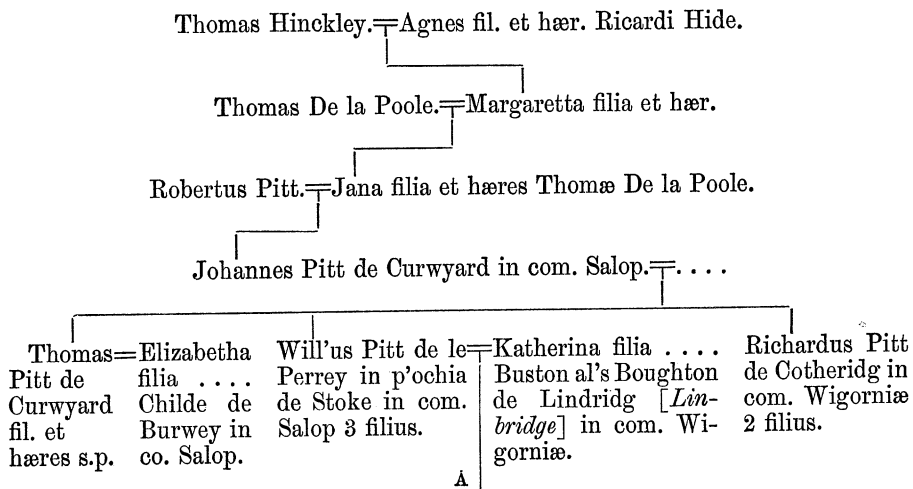 Thomas Hinckley.=Agnes fil. et hær. Ricardi Hide.
Thomas De la Poole.=Margaretta filia et hær.
Robertus Pitt.=Jana filia et hæres Thomæ De la Poole.
Johannes Pitt de Curwyard in com. Salop.=. . . .
Thomas=Elizabetha
Pitt de filia . . . .
Curwyard Childe de
fil. et Burwey in
hæres s.p. co. Salop.
Will'us Pitt de le=Katherina filia . . . .
Perrey in p'ochia Buston al's Boughton
de Stoke in com. de Lindridg [Lin-
Salop 3 filius. bridge] in com. Wi-
gorniæ.
Richardus Pitt
de Cotheridg in
com. Wigorniæ
2 filius.
A